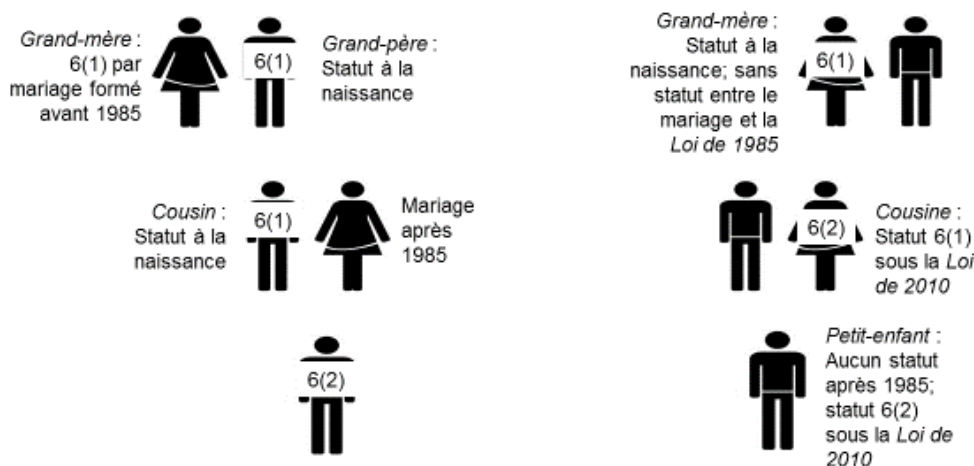 Grand-mère :
6(1) par
mariage formé
avant 1985
6(1)
Grand-père :
Statut à la
naissance
Grand-mère :
Statut à la
naissance; sans
statut entre le
mariage et la
Loi de 1985
6(1)
Cousin :
Statut à la
naissance
6(1)
Mariage
après
1985
6(2)
Cousine :
Statut 6(1)
sous la Loi
de 2010
6(2)
Petit-enfant :
Aucun statut
après 1985;
statut 6(2)
sous la Loi de
2010